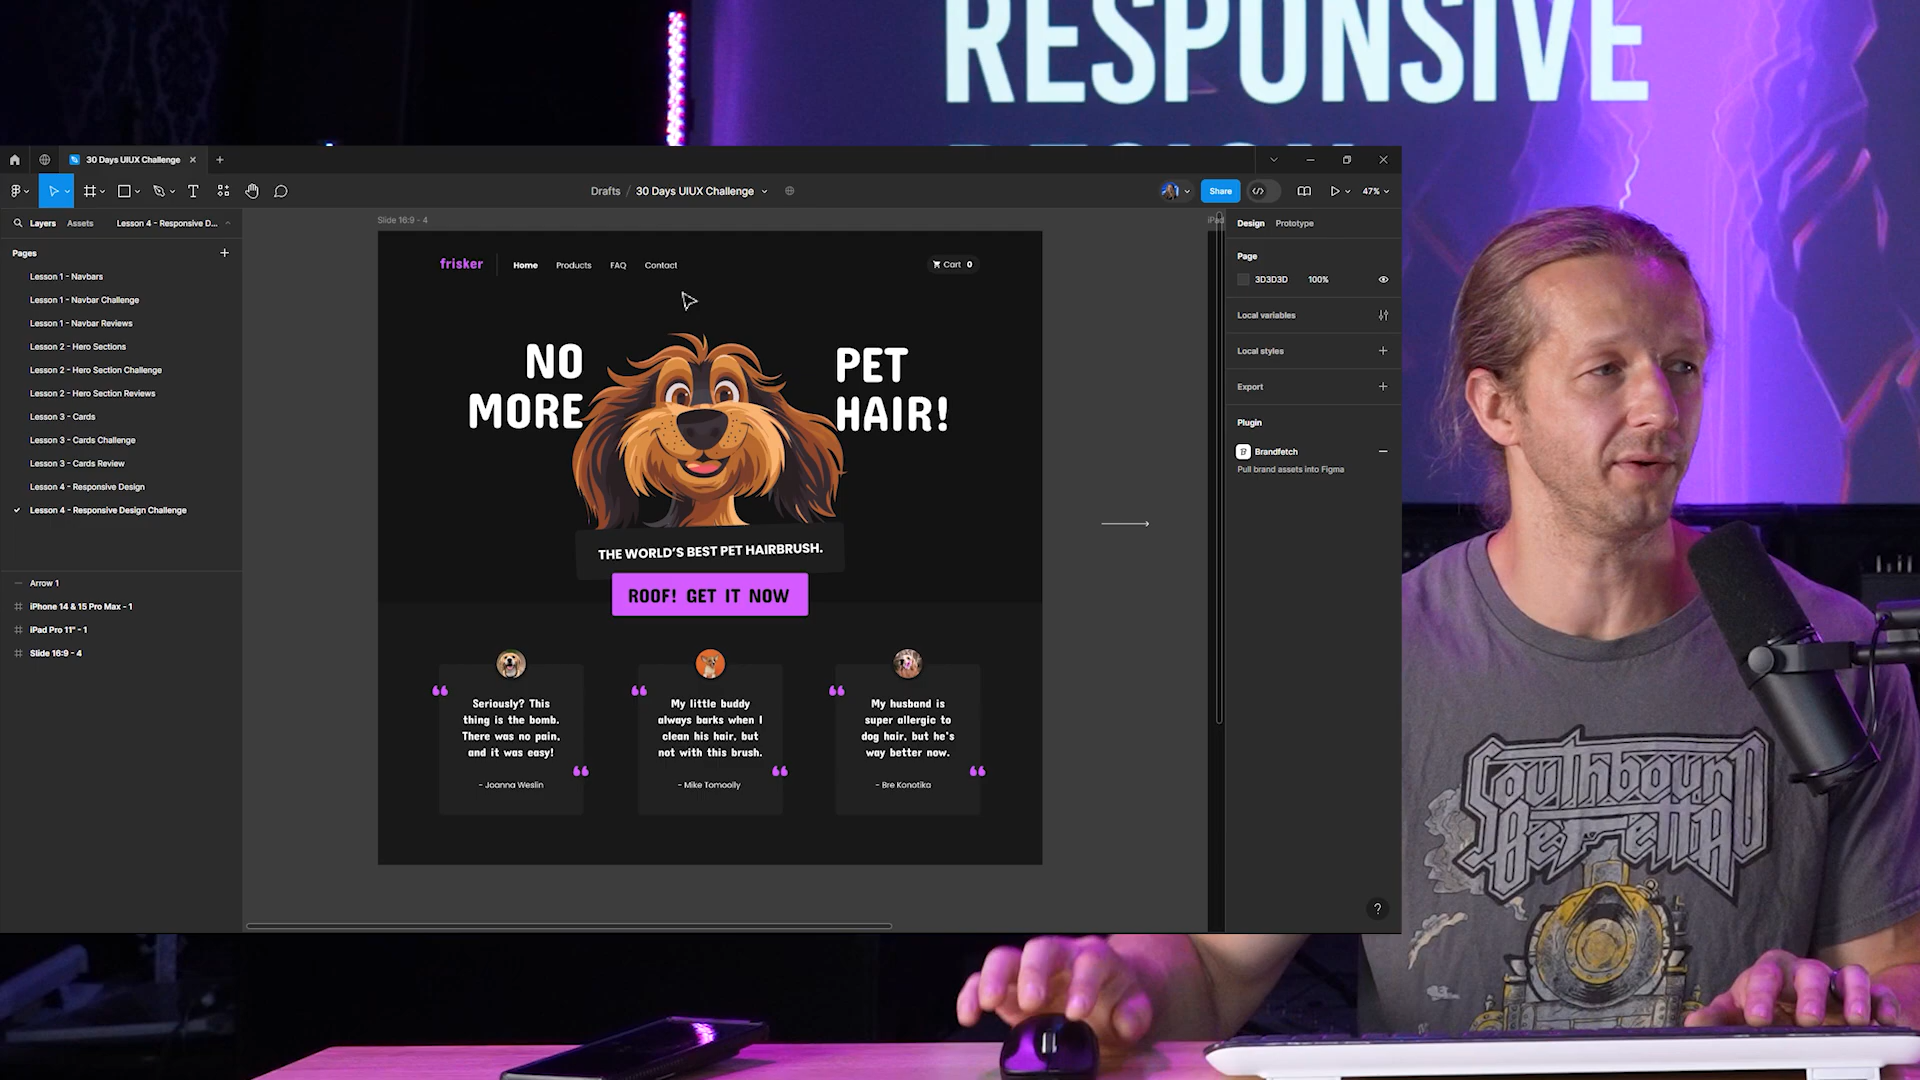 RESPONSIVE
30 Days UIUX Challenge
Drafts / 30 Days UIUX Challenge
Share
47%
Layers
Assets
Lesson 4 - Responsive D...
Pages
Lesson 1 - Navbars
Lesson 1 - Navbar Challenge
Lesson 1 - Navbar Reviews
Lesson 2 - Hero Sections
Lesson 2 - Hero Section Challenge
Lesson 2 - Hero Section Reviews
Lesson 3 - Cards
Lesson 3 - Cards Challenge
Lesson 3 - Cards Review
Lesson 4 - Responsive Design
Lesson 4 - Responsive Design Challenge
Arrow 1
iPhone 14 & 15 Pro Max - 1
iPad Pro 11" - 1
Slide 16:9 - 4
Slide 16:9 - 4
iPad
frisker
Home
Products
FAQ
Contact
Cart 0
NO
MORE
PET
HAIR!
THE WORLD'S BEST PET HAIRBRUSH.
ROOF! GET IT NOW
Seriously? This
thing is the bomb.
There was no pain,
and it was easy!
- Joanna Weslin
My little buddy
always barks when I
clean his hair, but
not with this brush.
- Mike Tomoolly
My husband is
super allergic to
dog hair, but he's
way better now.
- Bre Konotika
Design
Prototype
Page
3D3D3D
100%
Local variables
Local styles
Export
Plugin
Brandfetch
Pull brand assets into Figma
?
Southbound
Beretta